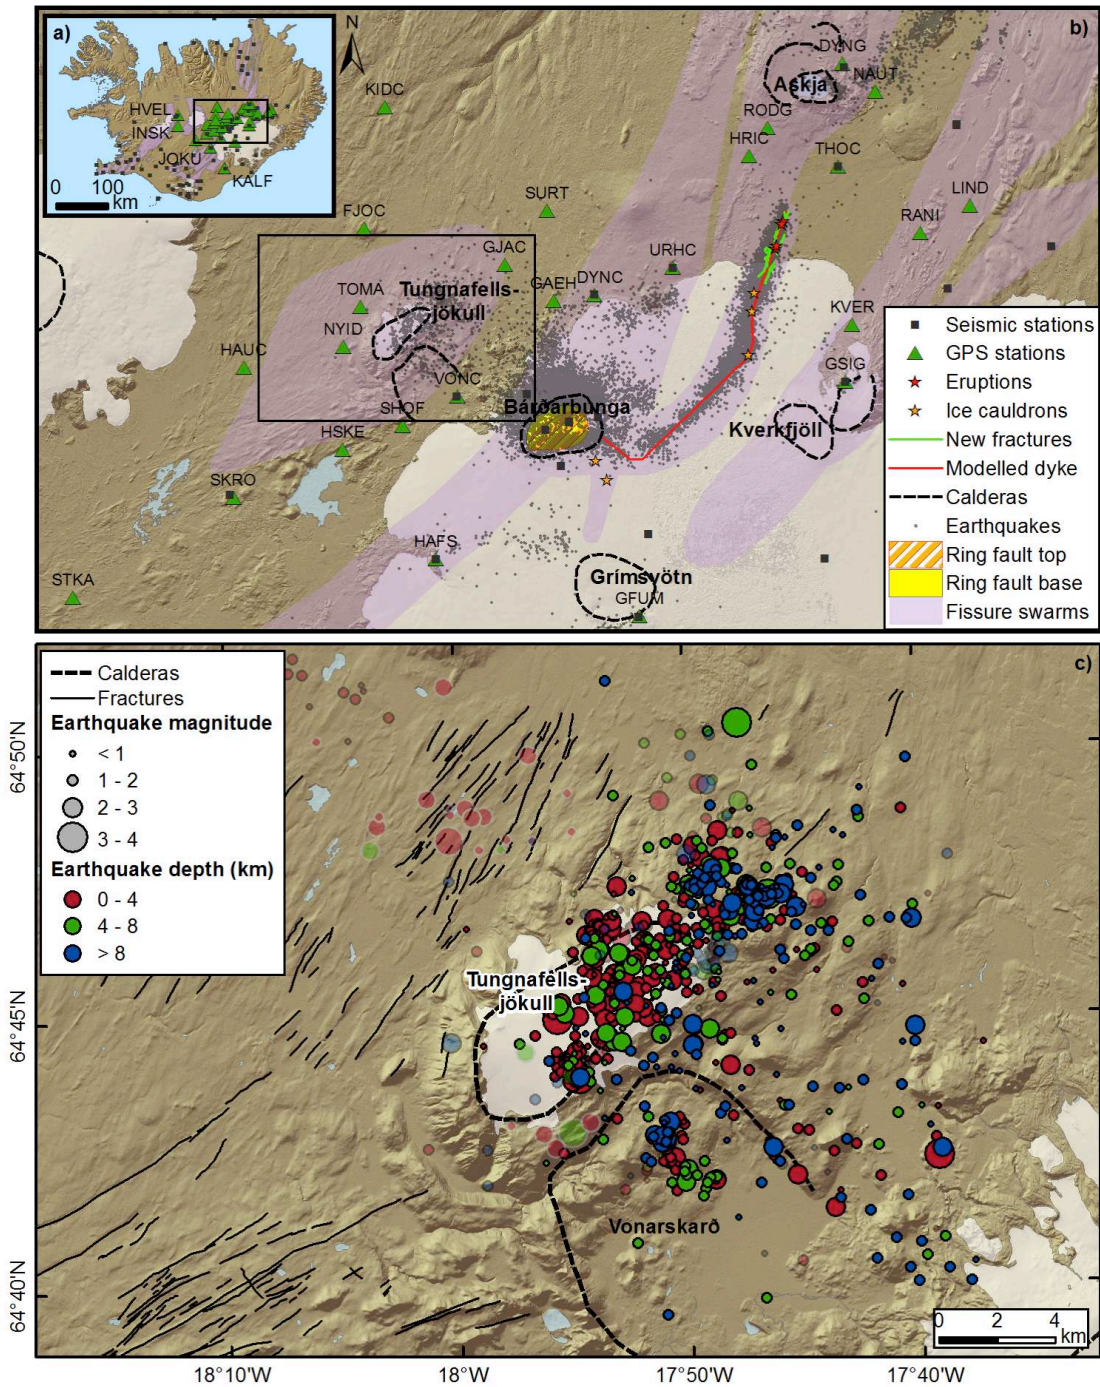 a)
HVEL
INSK
JOKU
KALF
0 100
km
N
b)
KIDC
DYNG
Askja
NAUT
RODG
HRIC
THOC
LIND
RANI
SURT
FJOC
GJAC
URHC
DYNC
GAEH
TOMA
Tungnafells-
jökull
NYID
HAUC
VONC
SHOF
HSKE
Bárðarbunga
KVER
GSIG
Kverkfjöll
SKRO
HAFS
STKA
Grímsvötn
GFUM
Seismic stations
GPS stations
Eruptions
Ice cauldrons
New fractures
Modelled dyke
Calderas
Earthquakes
Ring fault top
Ring fault base
Fissure swarms
c)
Calderas
Fractures
Earthquake magnitude
< 1
1 - 2
2 - 3
3 - 4
Earthquake depth (km)
0 - 4
4 - 8
> 8
64°50'N
64°45'N
64°40'N
Tungnafells-
jökull
Vonarskarð
0 2 4
km
18°10'W 18°W 17°50'W 17°40'W